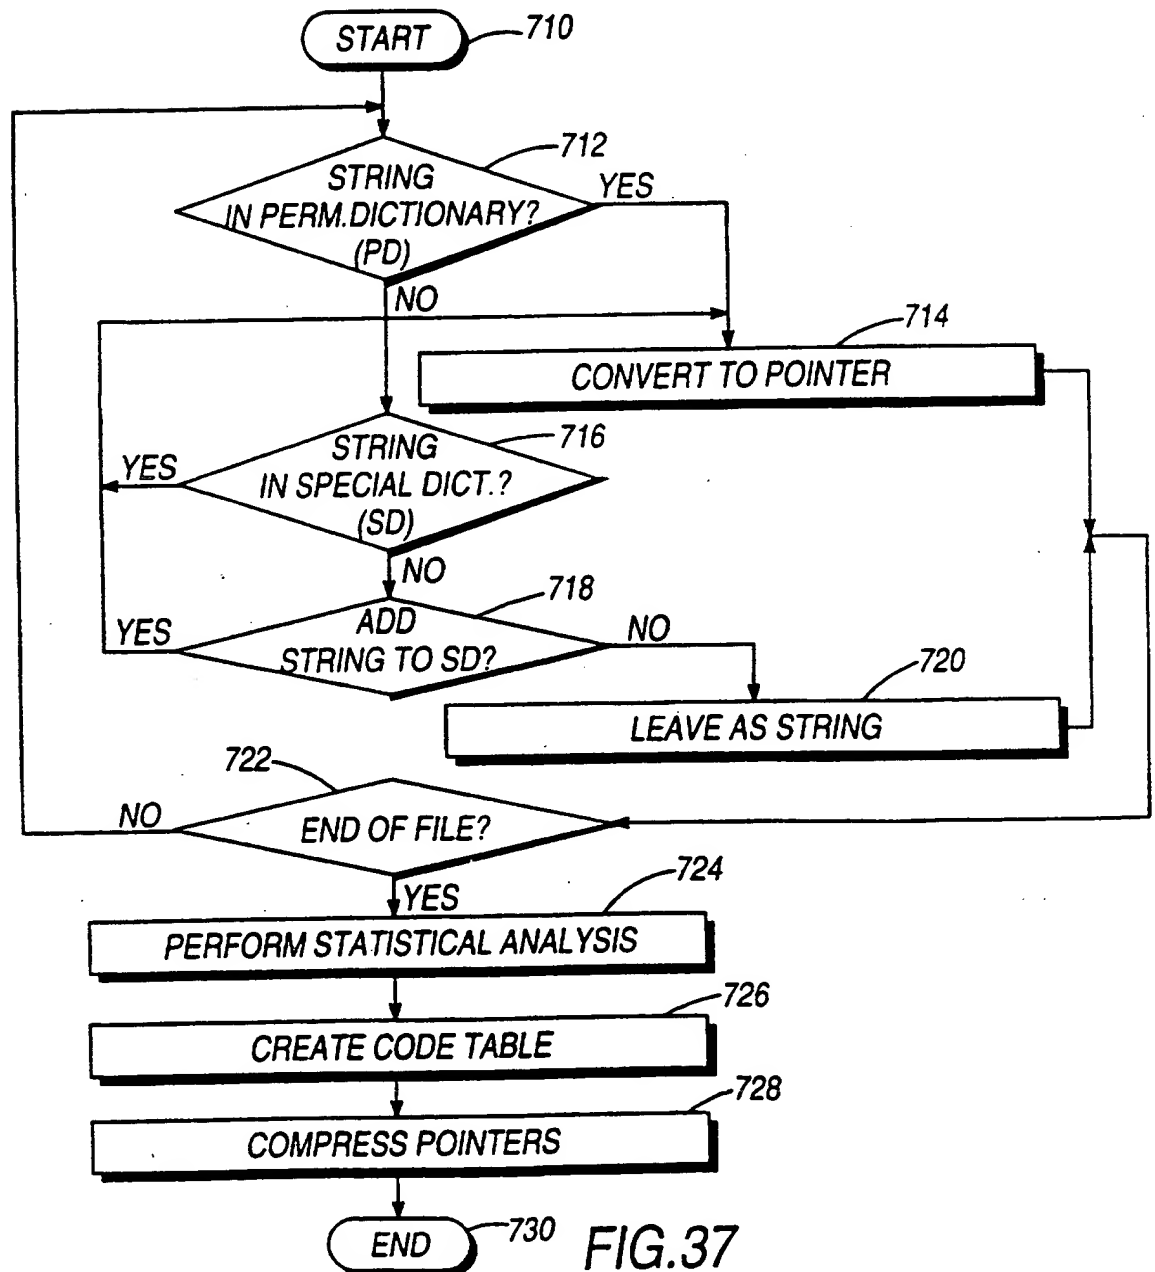 START
710
712
STRING
IN PERM.DICTIONARY?
(PD)
YES
NO
714
CONVERT TO POINTER
716
STRING
IN SPECIAL DICT.?
(SD)
YES
NO
718
ADD
STRING TO SD?
YES
NO
720
LEAVE AS STRING
722
END OF FILE?
NO
YES
724
PERFORM STATISTICAL ANALYSIS
726
CREATE CODE TABLE
728
COMPRESS POINTERS
END
730
FIG.37